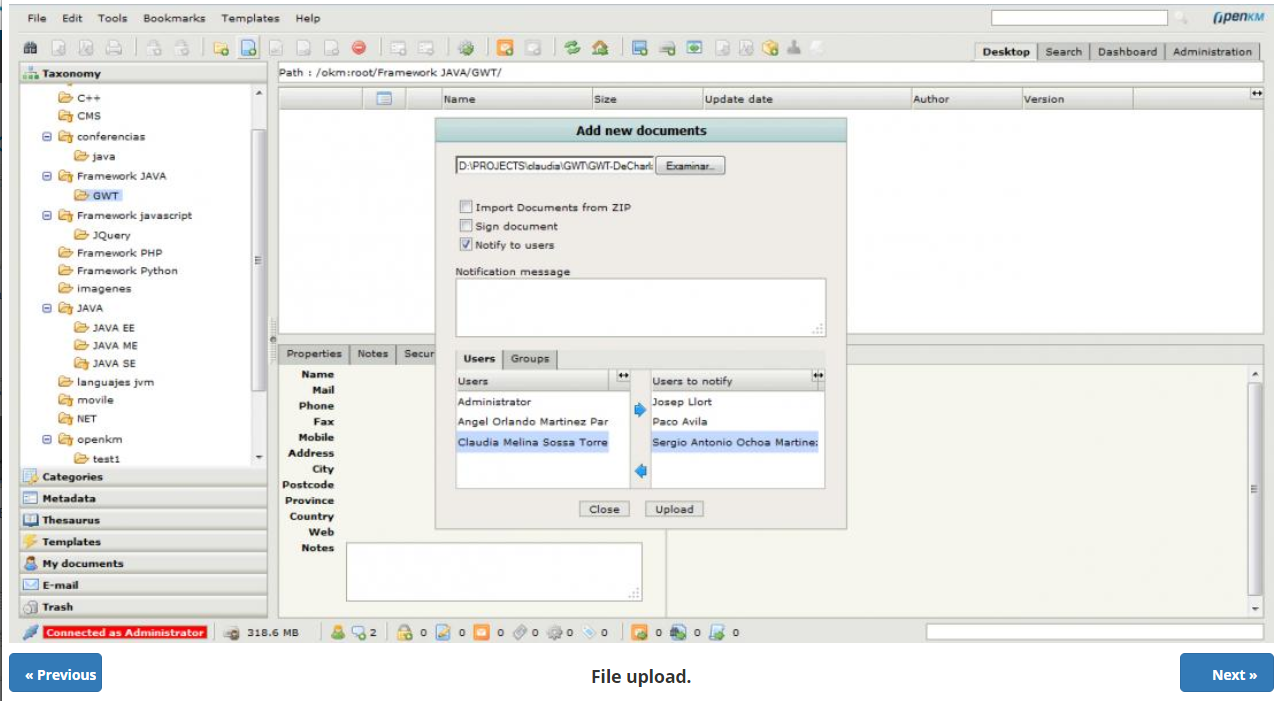 File Edit Tools Bookmarks Templates Help
OpenKM
Desktop Search Dashboard Administration
Taxonomy
Path : /okm:root/Framework JAVA/GWT/
C++
CMS
conferencias
java
Framework JAVA
GWT
Framework javascript
JQuery
Framework PHP
Framework Python
imagenes
JAVA
JAVA EE
JAVA ME
JAVA SE
languajes jvm
movile
NET
openkm
test1
Categories
Metadata
Thesaurus
Templates
My documents
E-mail
Trash
Name Size Update date Author Version
Add new documents
D:\PROJECTS\claudia\GWT\GWT-DeCharl Examinar...
Import Documents from ZIP
Sign document
Notify to users
Notification message
Users Groups
Users Users to notify
Administrator Josep Llort
Angel Orlando Martinez Par Paco Avila
Claudia Melina Sossa Torre Sergio Antonio Ochoa Martinez
Close Upload
Properties Notes Secur
Name
Mail
Phone
Fax
Mobile
Address
City
Postcode
Province
Country
Web
Notes
Connected as Administrator 318.6 MB 2 0 0 0 0 0 0 0 0 0
« Previous File upload. Next »